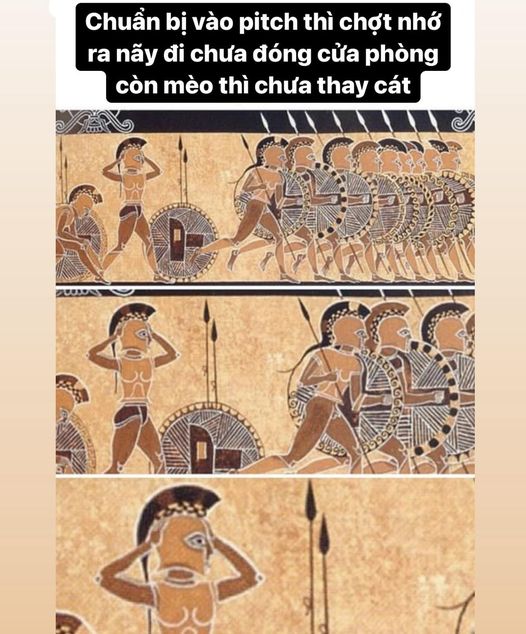 Chuẩn bị vào pitch thì chợt nhớ
ra nãy đi chưa đóng cửa phòng
còn mèo thì chưa thay cát